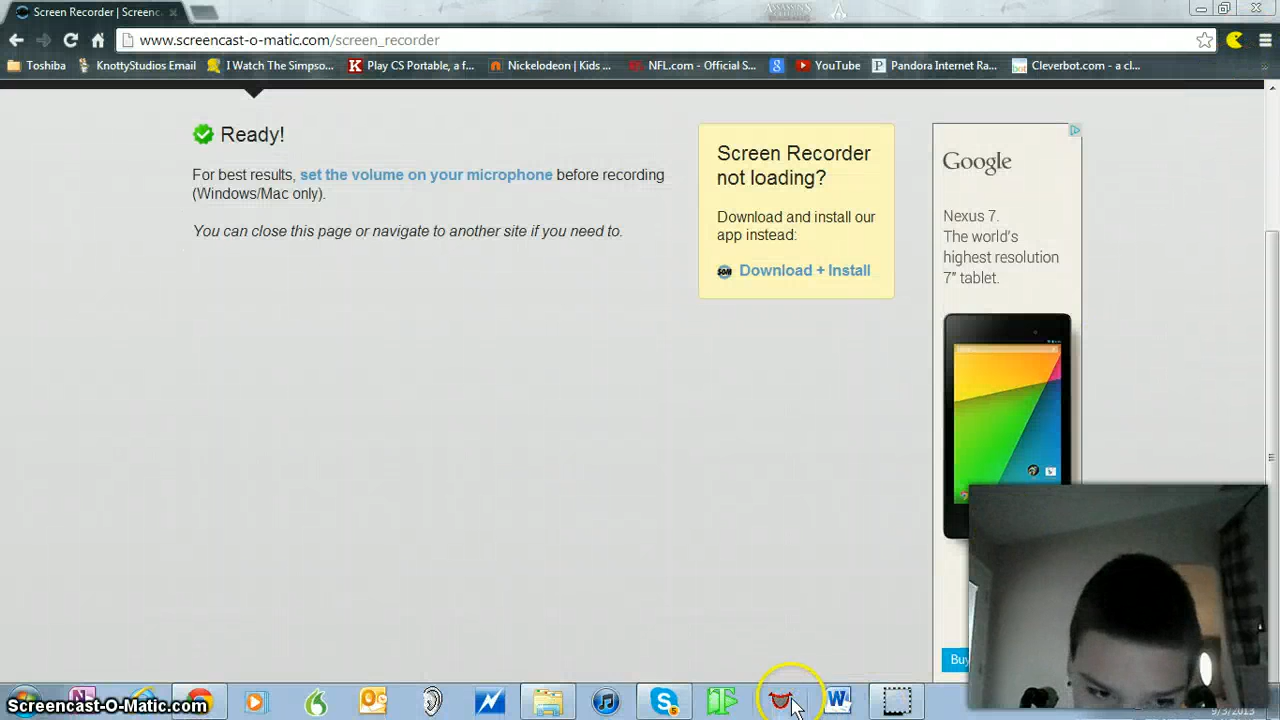 Screen Recorder | Screenc
www.screencast-o-matic.com/screen_recorder
Toshiba
KnottyStudios Email
I Watch The Simpso...
Play CS Portable, a f...
Nickelodeon | Kids ...
NFL.com - Official S...
YouTube
Pandora Internet Ra...
Cleverbot.com - a cl...
Ready!
For best results, set the volume on your microphone before recording
(Windows/Mac only).
You can close this page or navigate to another site if you need to.
Screen Recorder
not loading?
Download and install our
app instead:
SOM Download + Install
Google
Nexus 7.
The world's
highest resolution
7" tablet.
Buy
Screencast-O-Matic.com
9/3/2013